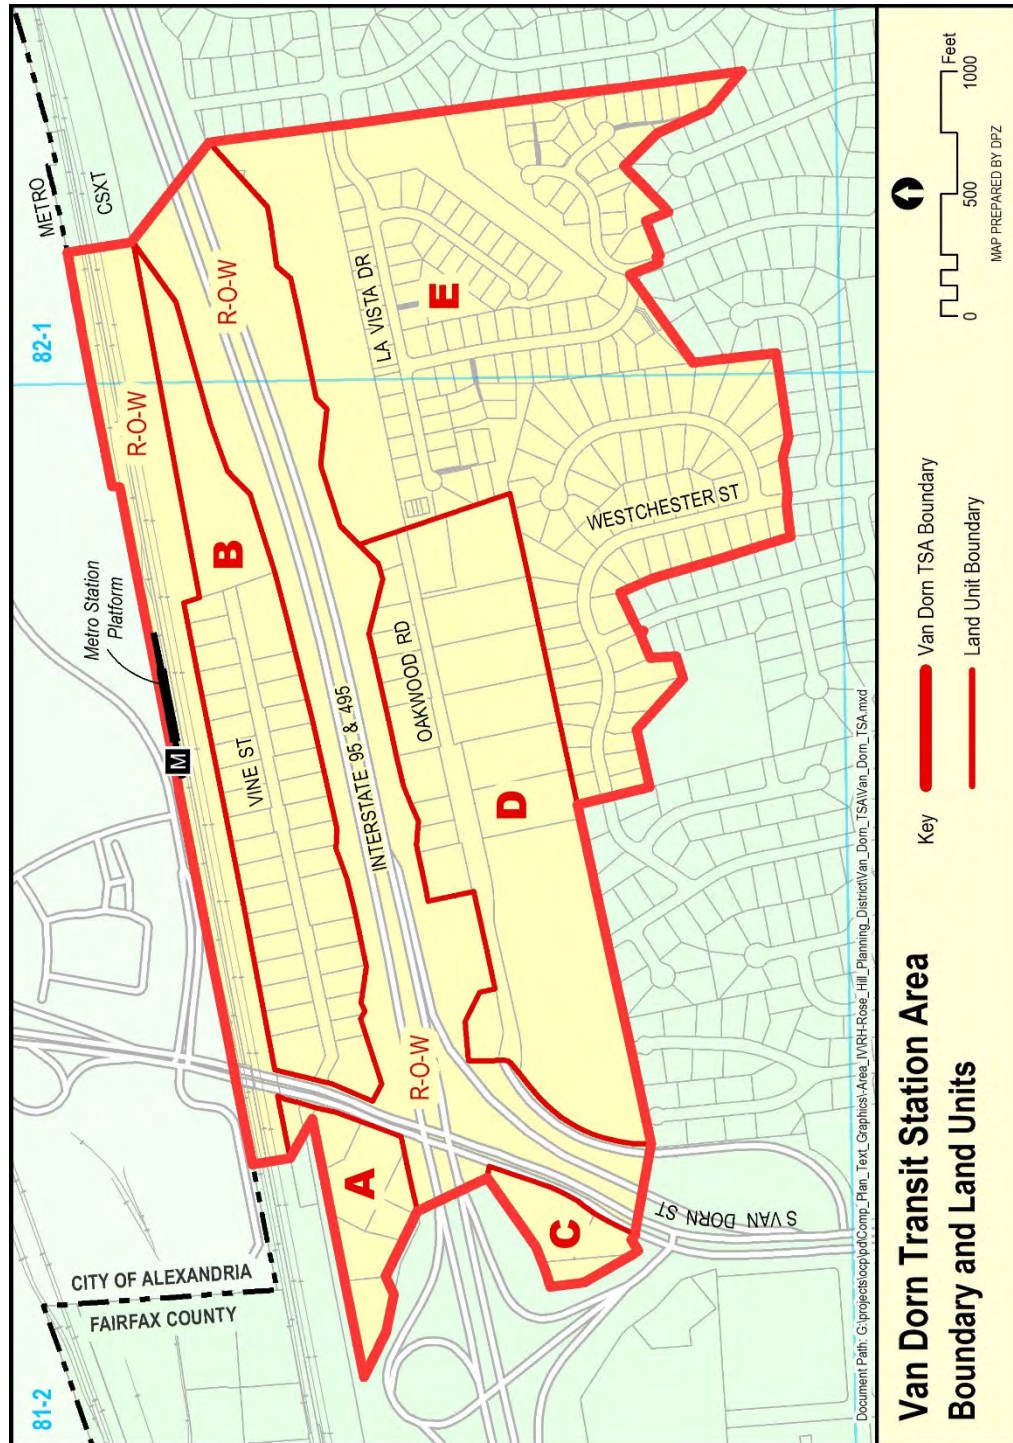 81-2
82-1
CITY OF ALEXANDRIA
FAIRFAX COUNTY
METRO
CSXT
Metro Station
Platform
M
R-O-W
R-O-W
R-O-W
A
B
C
D
E
VINE ST
INTERSTATE 95 & 495
OAKWOOD RD
LA VISTA DR
WESTCHESTER ST
S VAN DORN ST
Document Path: G:\projects\ocp\pd\Comp_Plan_Text_Graphics\-Area_IV\RH-Rose_Hill_Planning_District\Van_Dorn_TSA\Van_Dorn_TSA.mxd
Van Dorn Transit Station Area
Boundary and Land Units
Key
Van Dorn TSA Boundary
Land Unit Boundary
0 500 1000
Feet
MAP PREPARED BY DPZ